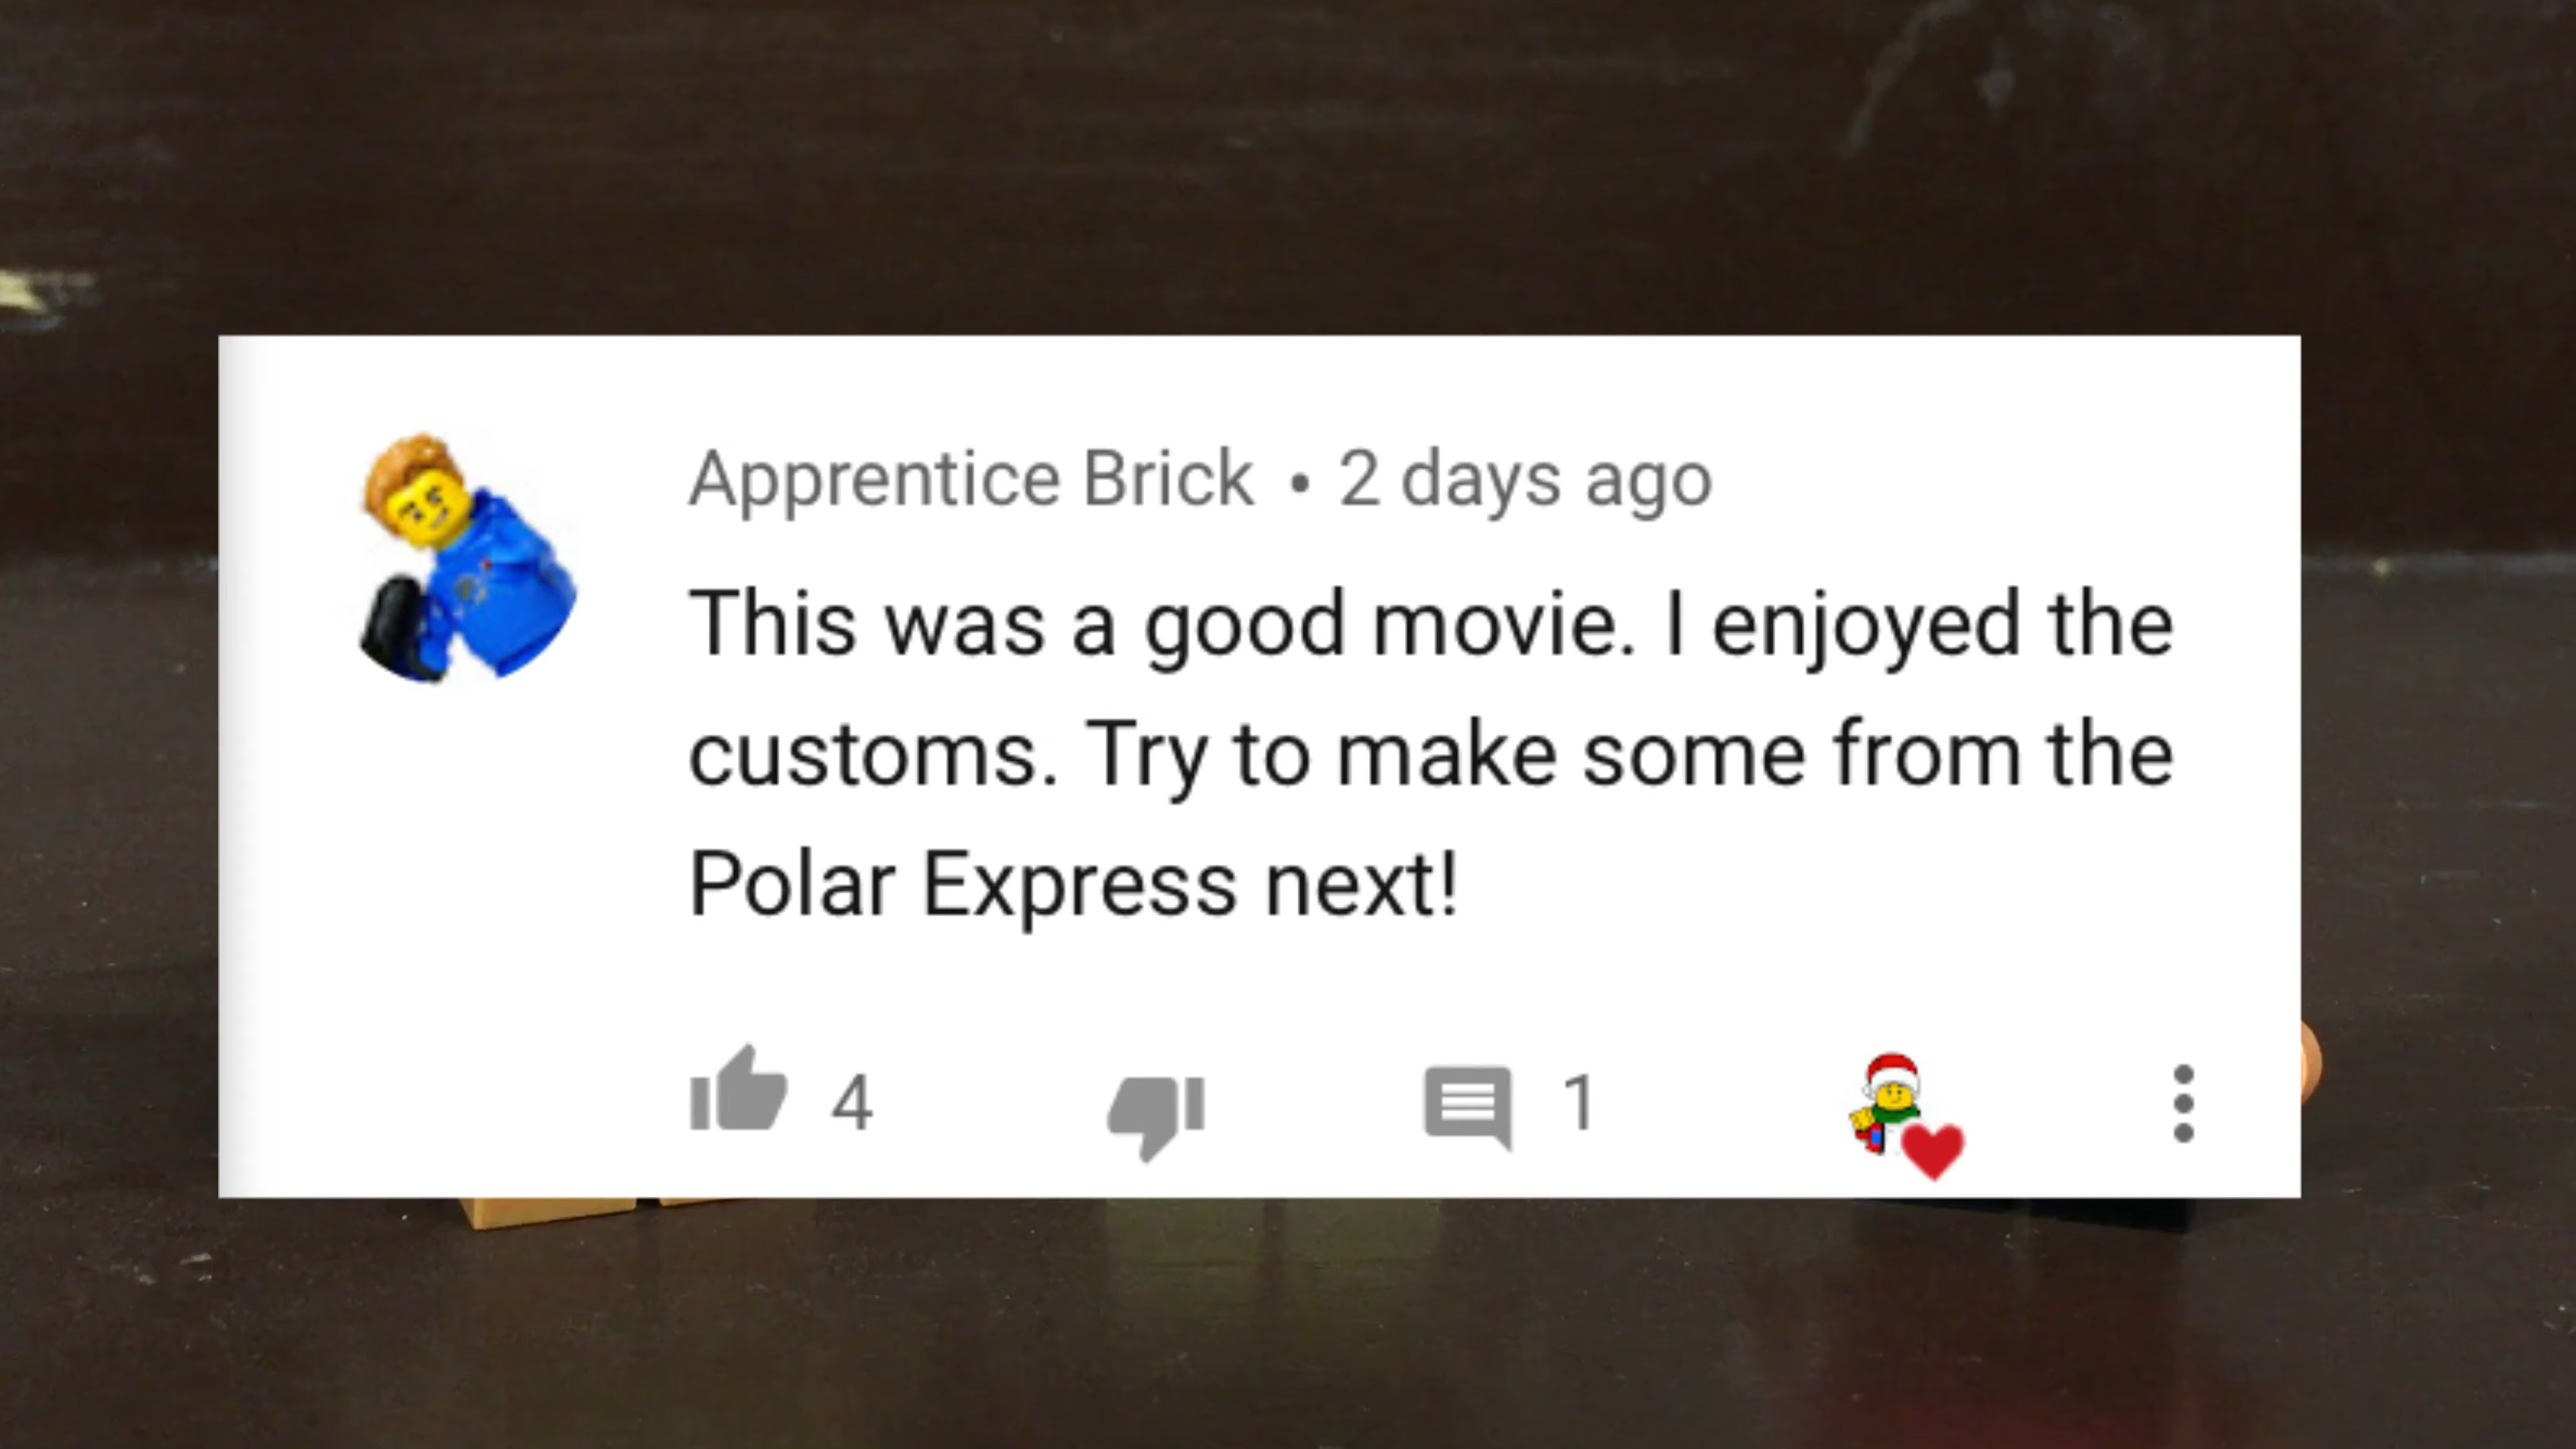 Apprentice Brick • 2 days ago
This was a good movie. I enjoyed the
customs. Try to make some from the
Polar Express next!
4
1